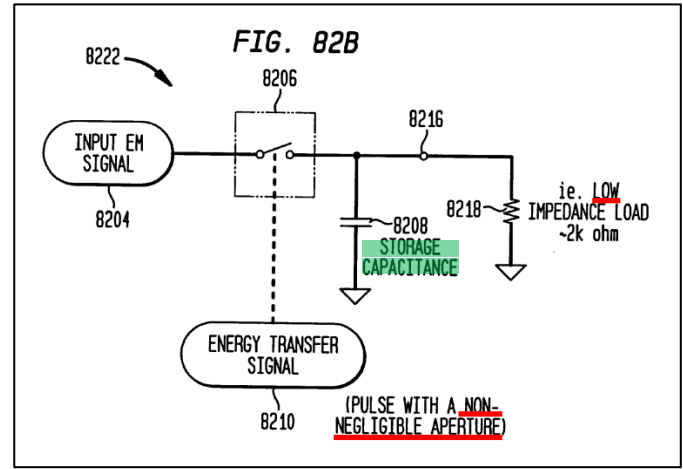 FIG. 82B
8222
8206
INPUT EM
SIGNAL
8204
8216
8218
ie. LOW
IMPEDANCE LOAD
~2k ohm
8208
STORAGE
CAPACITANCE
ENERGY TRANSFER
SIGNAL
8210
(PULSE WITH A NON-
NEGLIGIBLE APERTURE)